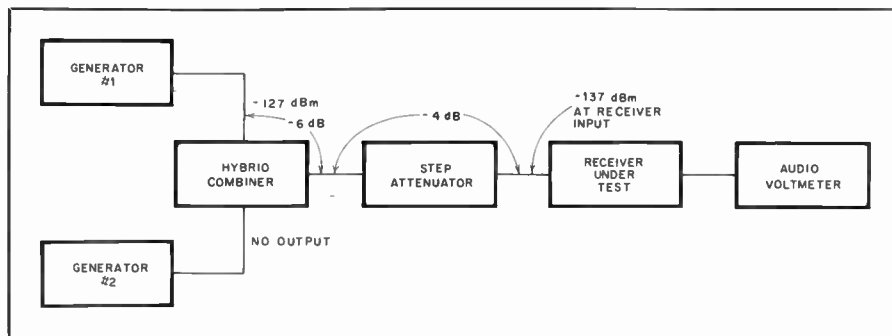 GENERATOR
#1
-127 dBm
-6 dB
-4 dB
-137 dBm
AT RECEIVER
INPUT
HYBRIO
COMBINER
STEP
ATTENUATOR
RECEIVER
UNDER
TEST
AUDIO
VOLTMETER
NO OUTPUT
GENERATOR
#2